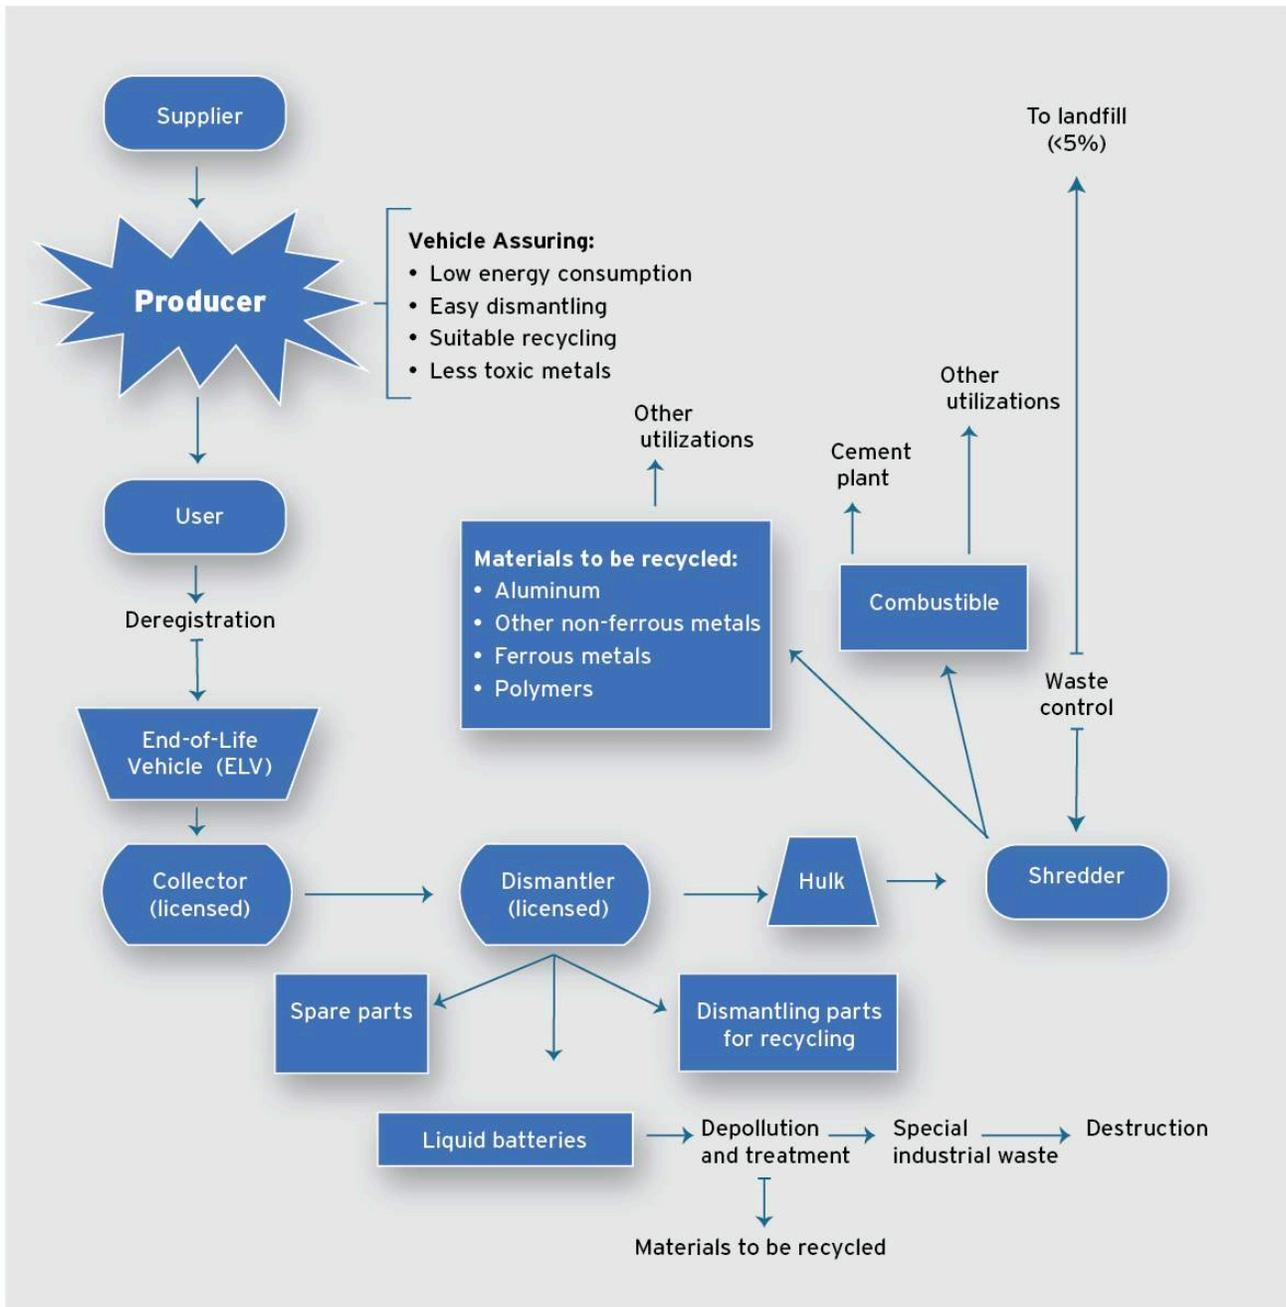 Supplier
Producer
Vehicle Assuring:
• Low energy consumption
• Easy dismantling
• Suitable recycling
• Less toxic metals
To landfill
(<5%)
User
Deregistration
End-of-Life
Vehicle (ELV)
Other
utilizations
Cement
plant
Other
utilizations
Materials to be recycled:
• Aluminum
• Other non-ferrous metals
• Ferrous metals
• Polymers
Combustible
Waste
control
Collector
(licensed)
Dismantler
(licensed)
Hulk
Shredder
Spare parts
Dismantling parts
for recycling
Liquid batteries
Depollution
and treatment
Special
industrial waste
Destruction
Materials to be recycled